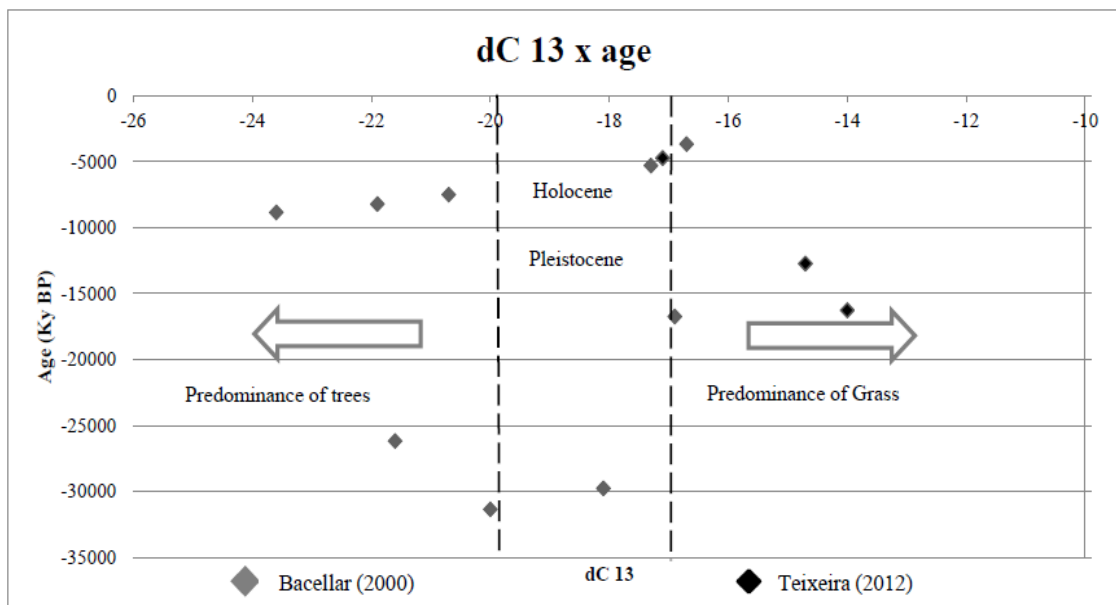 dC 13 x age
0
-26 -24 -22 -20 -18 -16 -14 -12 -10
-5000
Holocene
-10000
Pleistocene
-15000
-20000
Predominance of trees Predominance of Grass
-25000
-30000
-35000
Age (Ky BP)
dC 13
Bacellar (2000) Teixeira (2012)